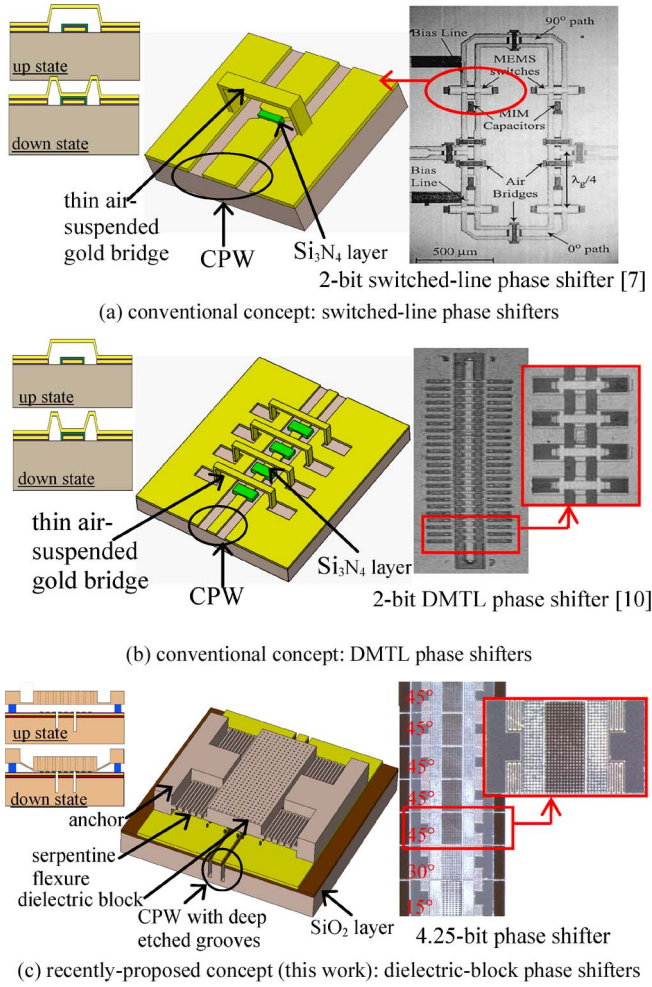 up state
down state
thin air-
suspended
gold bridge
CPW
Si₃N₄ layer
Bias Line
90° path
MEMS
switches
MIM
Capacitors
Bias
Line
Air
Bridges
λg/4
500 μm
0° path
2-bit switched-line phase shifter [7]
(a) conventional concept: switched-line phase shifters
up state
down state
thin air-
suspended
gold bridge
CPW
Si₃N₄ layer
2-bit DMTL phase shifter [10]
(b) conventional concept: DMTL phase shifters
up state
down state
anchor
serpentine
flexure
dielectric block
CPW with deep
etched grooves
SiO₂ layer
45°
45°
45°
45°
30°
15°
4.25-bit phase shifter
(c) recently-proposed concept (this work): dielectric-block phase shifters